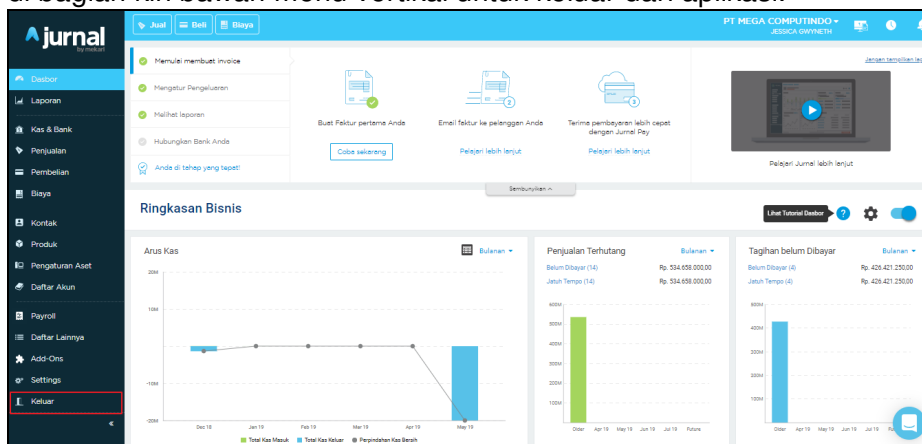 di bagian kiri bawah menu vertikal untuk keluar dari aplikasi.
jurnal
by mekari
Jual
Beli
Biaya
PT MEGA COMPUTINDO
JESSICA GWYNETH
Dasbor
Laporan
Kas & Bank
Penjualan
Pembelian
Biaya
Kontak
Produk
Pengaturan Aset
Daftar Akun
Payroll
Daftar Lainnya
Add-Ons
Settings
Keluar
Memulai membuat invoice
Mengatur Pengeluaran
Melihat laporan
Hubungkan Bank Anda
Anda di tahap yang tepat!
Buat Faktur pertama Anda
Coba sekarang
2
Email faktur ke pelanggan Anda
Pelajari lebih lanjut
3
Terima pembayaran lebih cepat
dengan Jurnal Pay
Pelajari lebih lanjut
Jangan tampilkan
Pelajari Jurnal lebih lanjut
Sembunyikan
Ringkasan Bisnis
Lihat Tutorial Dasbor
?
Arus Kas
Bulanan
20M
10M
-10M
-20M
Dec 18 Jan 19 Feb 19 Mar 19 Apr 19 May 19
Total Kas Masuk Total Kas Keluar Perpindahan Kas Bersih
Penjualan Terhutang
Bulanan
Belum Dibayar (14) Rp. 534.658.000,00
Jatuh Tempo (14) Rp. 534.658.000,00
600M
500M
400M
300M
200M
100M
Older Apr 19 May 19 Jun 19 Jul 19 Future
Tagihan belum Dibayar
Bulanan
Belum Dibayar (4) Rp. 426.421.250,00
Jatuh Tempo (4) Rp. 426.421.250,00
500M
400M
300M
200M
100M
Older Apr 19 May 19 Jun 19 Jul 19